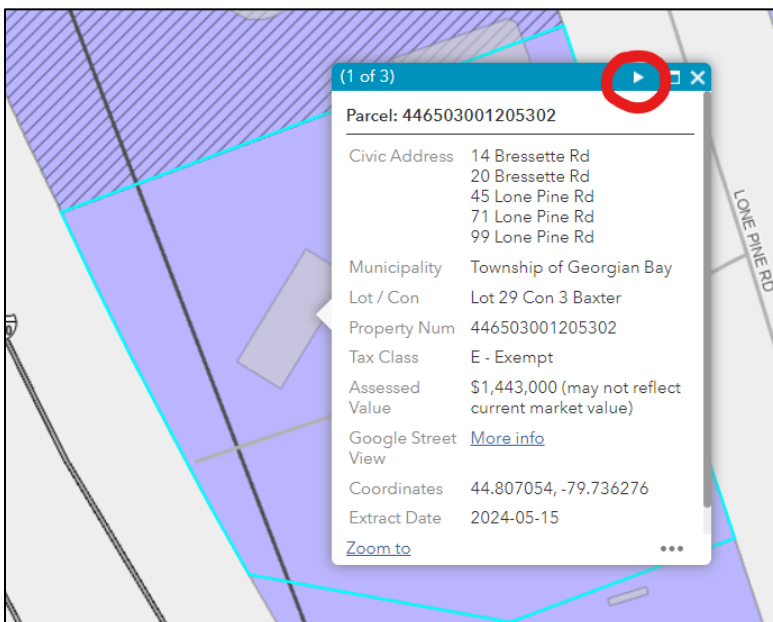 (1 of 3)
Parcel: 446503001205302
Civic Address 14 Bressette Rd
20 Bressette Rd
45 Lone Pine Rd
71 Lone Pine Rd
99 Lone Pine Rd
Municipality Township of Georgian Bay
Lot / Con Lot 29 Con 3 Baxter
Property Num 446503001205302
Tax Class E - Exempt
Assessed Value $1,443,000 (may not reflect current market value)
Google Street View More info
Coordinates 44.807054, -79.736276
Extract Date 2024-05-15
Zoom to
LONE PINE RD